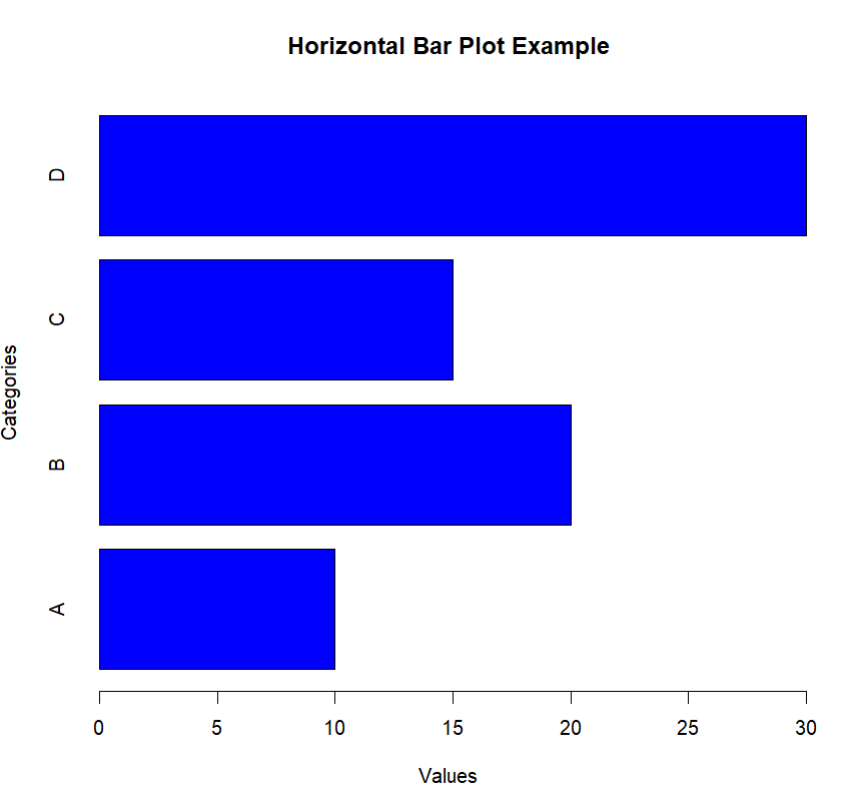 Horizontal Bar Plot Example
D
C
B
A
Categories
0 5 10 15 20 25 30
Values